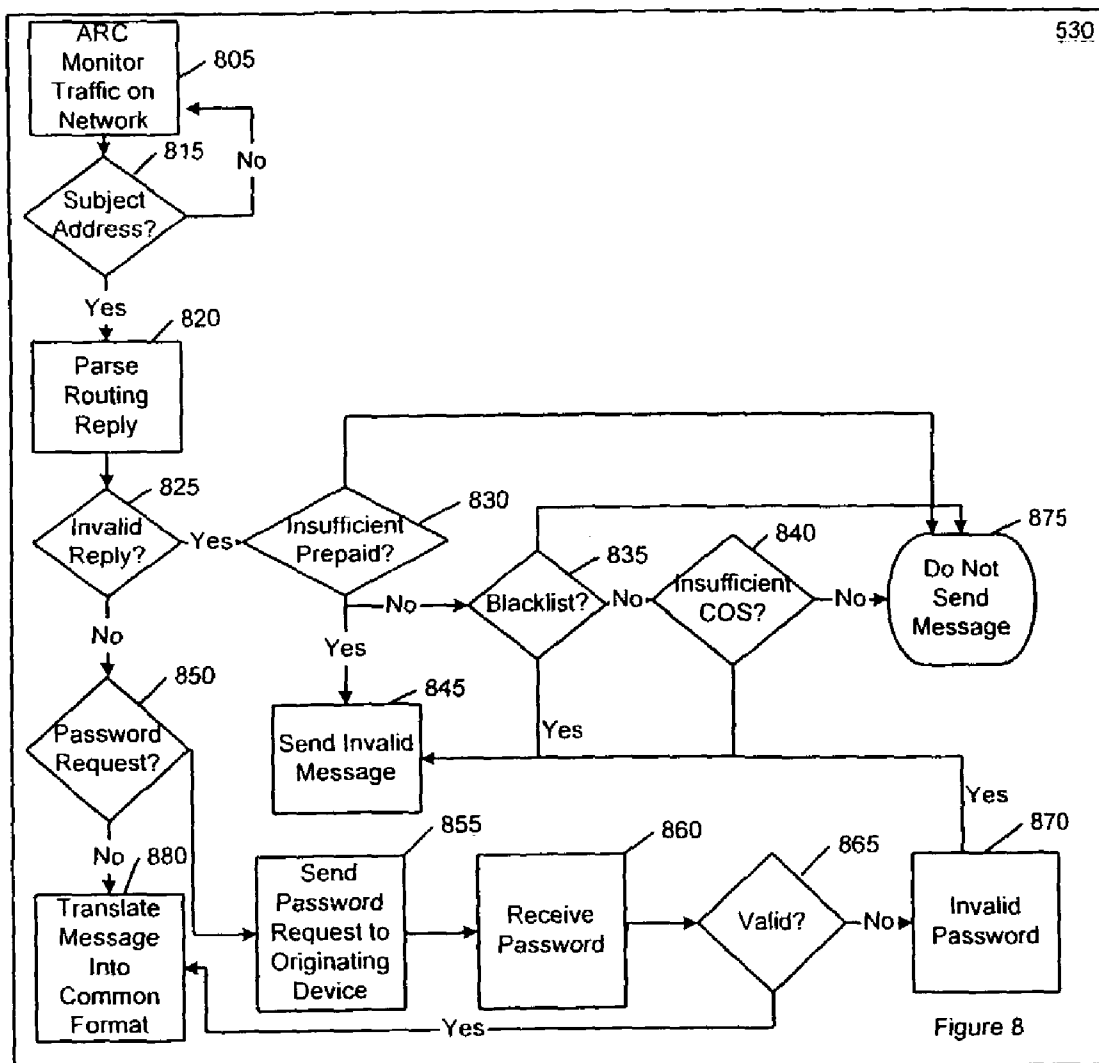 530
ARC
Monitor
Traffic on
Network
805
815
No
Subject
Address?
Yes
820
Parse
Routing
Reply
825
Invalid
Reply?
Yes
830
Insufficient
Prepaid?
No
835
Blacklist?
No
840
Insufficient
COS?
No
875
Do Not
Send
Message
No
Yes
845
Send Invalid
Message
Yes
850
Password
Request?
No
880
Translate
Message
Into
Common
Format
855
Send
Password
Request to
Originating
Device
860
Receive
Password
865
Valid?
No
Yes
870
Invalid
Password
Yes
Figure 8